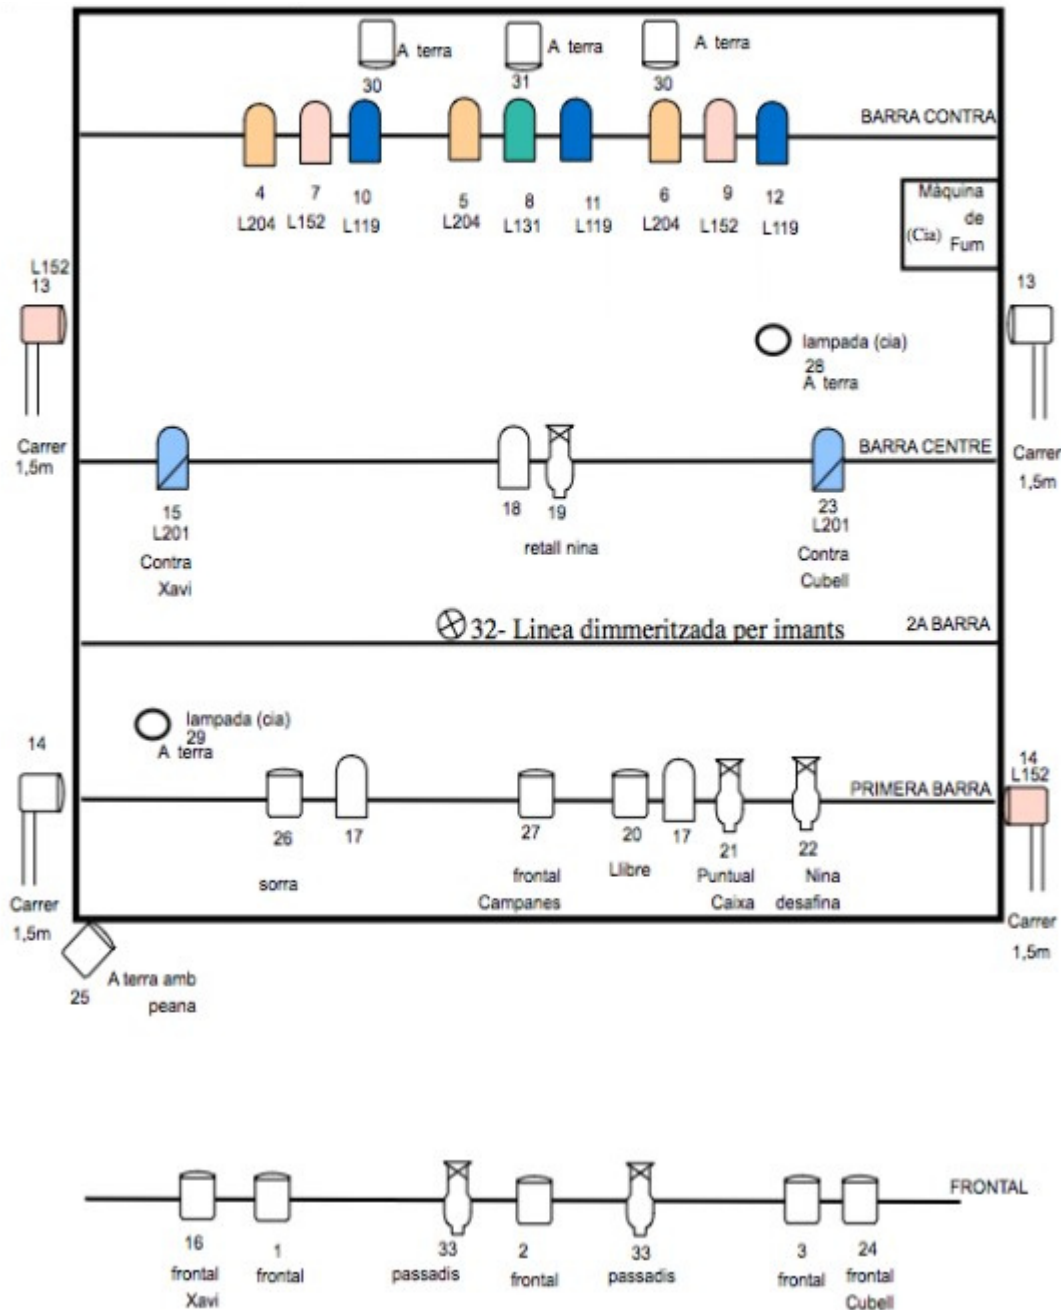 A terra
A terra
A terra
30
31
30
BARRA CONTRA
4
7
10
5
8
11
6
9
12
L204
L152
L119
L204
L131
L119
L204
L152
L119
Màquina
de
(Cia) Fum
L152
13
13
lampada (cia)
28
A terra
Carrer
1,5m
BARRA CENTRE
Carrer
1,5m
15
L201
Contra
Xavi
18
19
retall nina
23
L201
Contra
Cubell
32- Linea dimmeritzada per imants
2A BARRA
lampada (cia)
29
A terra
14
14
L152
PRIMERA BARRA
26
17
27
20
17
21
22
sorra
frontal
Campanes
Llibre
Puntual
Caixa
Nina
desafina
Carrer
1,5m
Carrer
1,5m
25
A terra amb
peana
FRONTAL
16
frontal
Xavi
1
frontal
33
passadis
2
frontal
33
passadis
3
frontal
24
frontal
Cubell